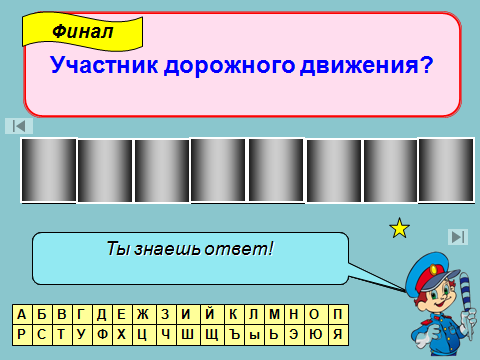 Финал
Участник дорожного движения?
Ты знаешь ответ!
А Б В Г Д Е Ж З И Й К Л М Н О П
Р С Т У Ф Х Ц Ч Ш Щ Ъ ы Ь Э Ю Я